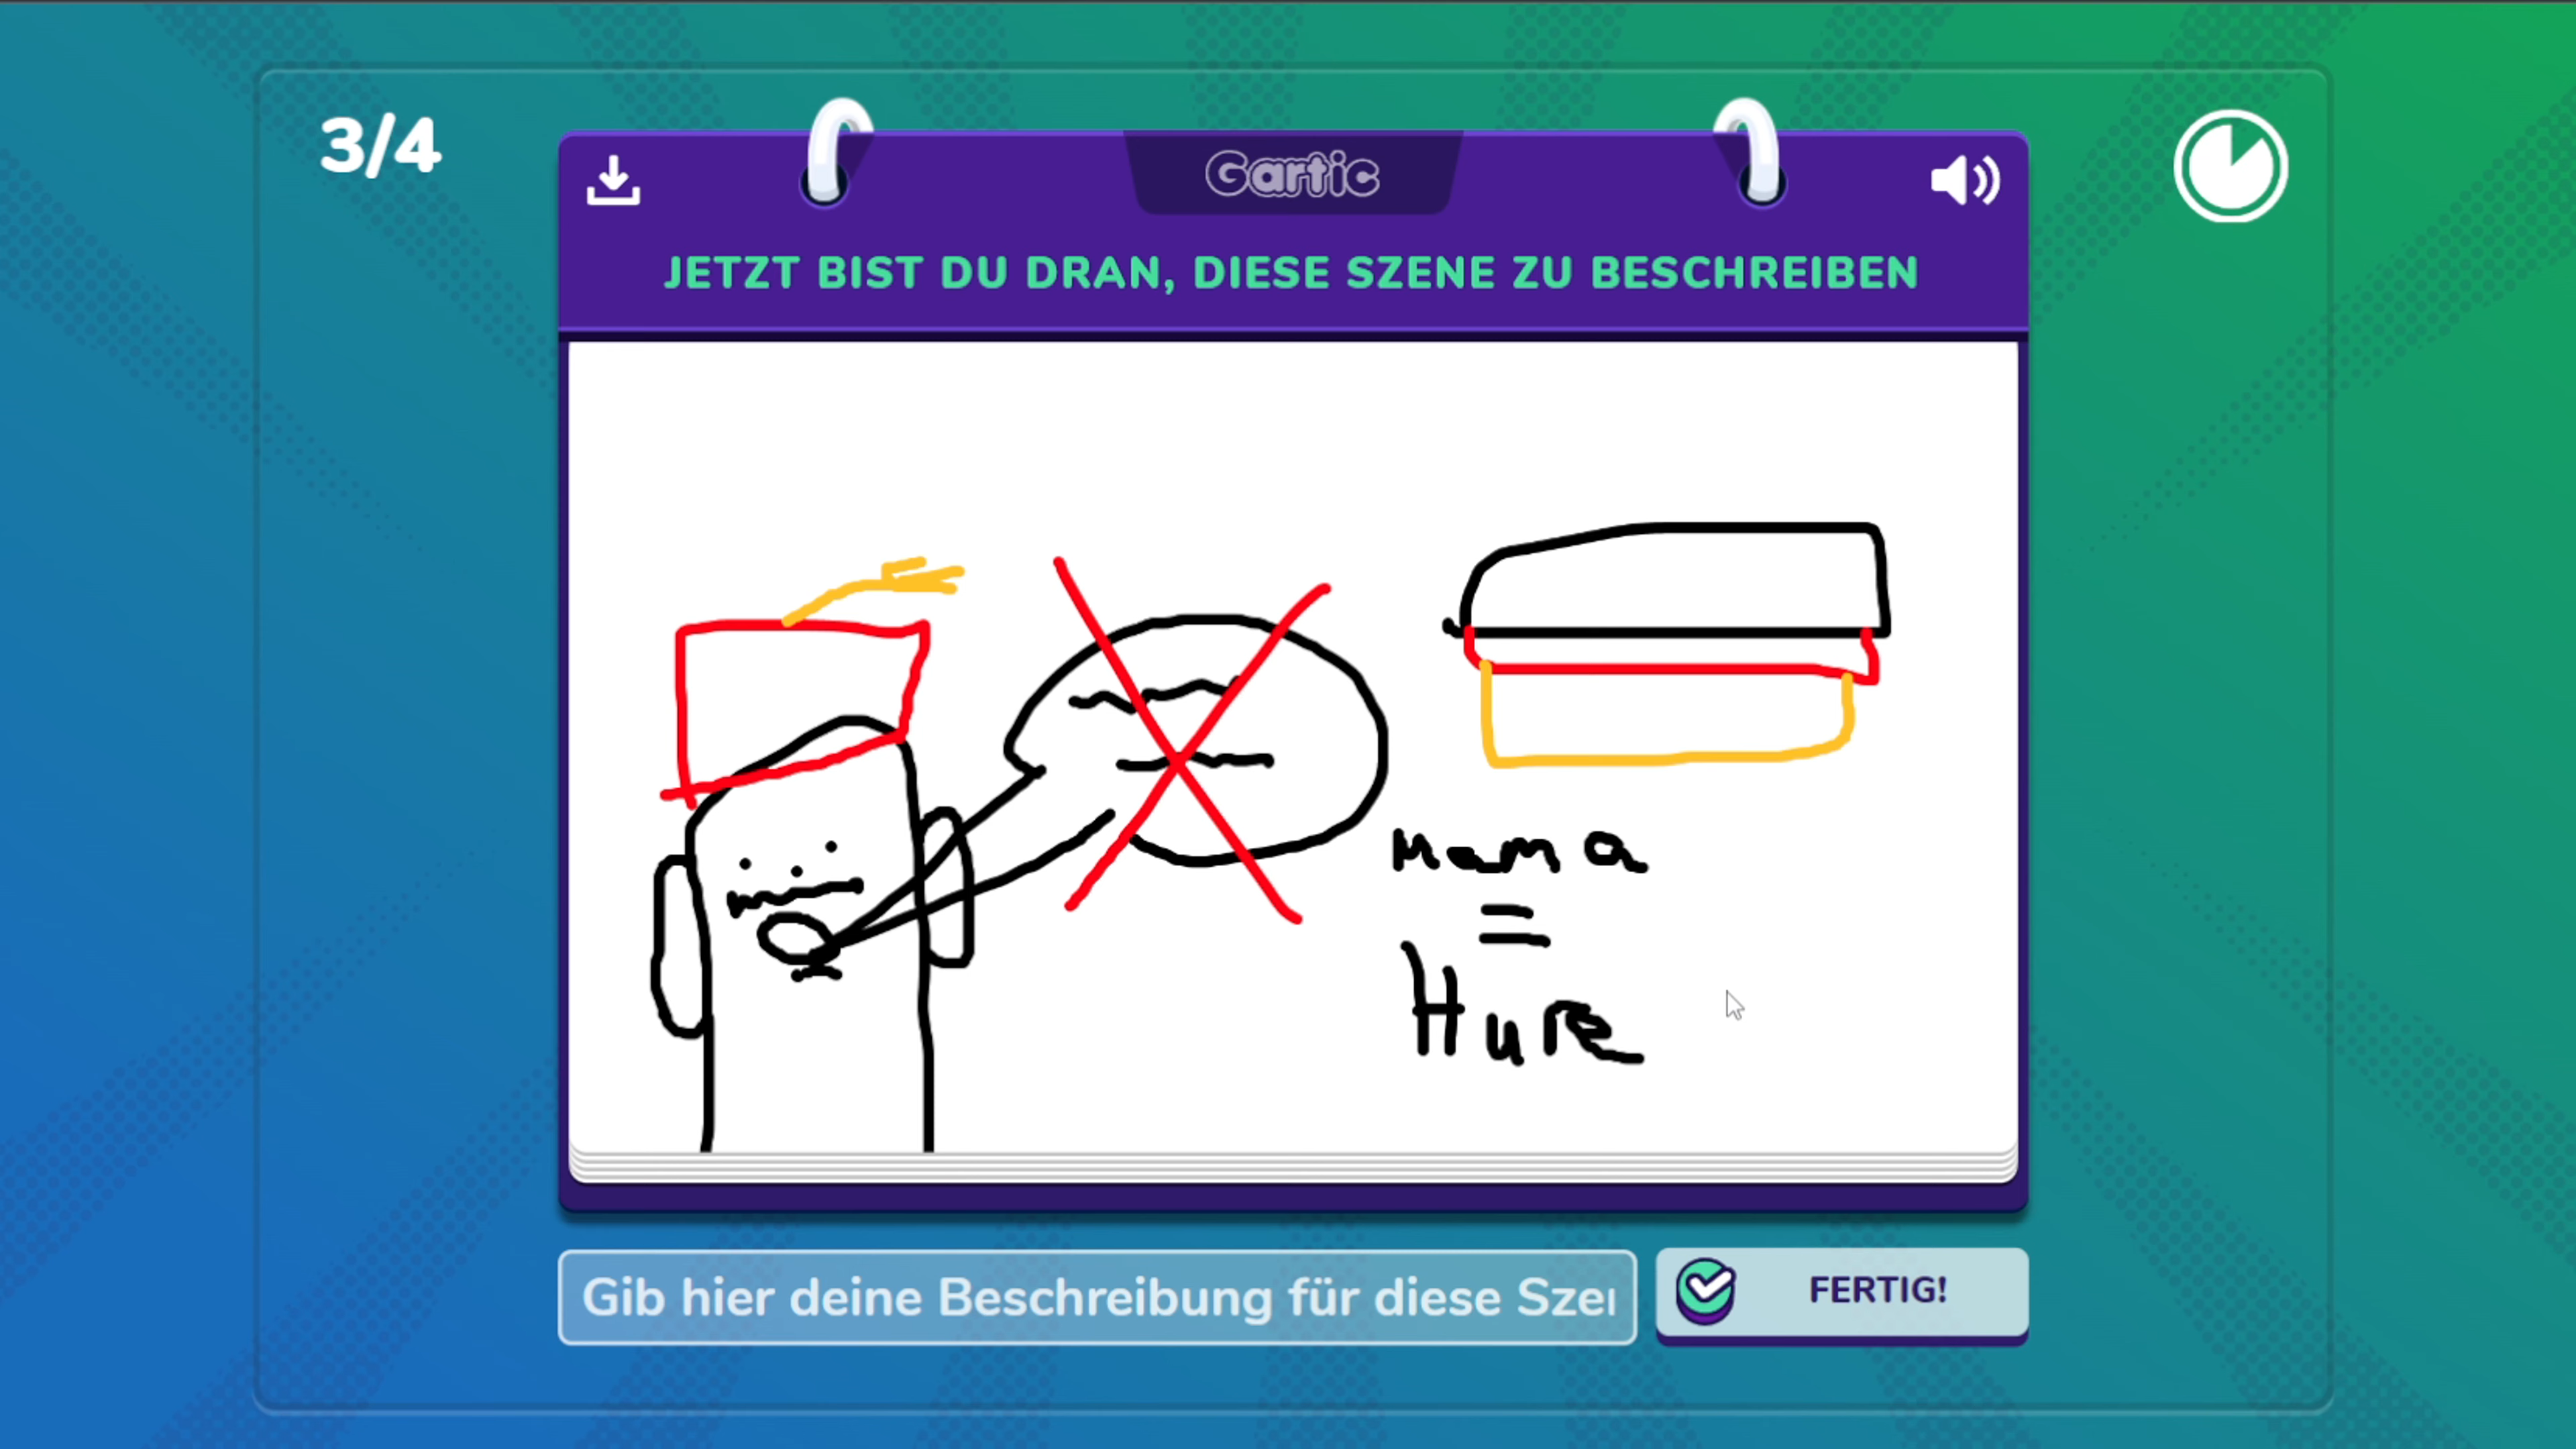 3/4
Gartic
JETZT BIST DU DRAN, DIESE SZENE ZU BESCHREIBEN
Mama
=
Hure
Gib hier deine Beschreibung für diese Szei
FERTIG!